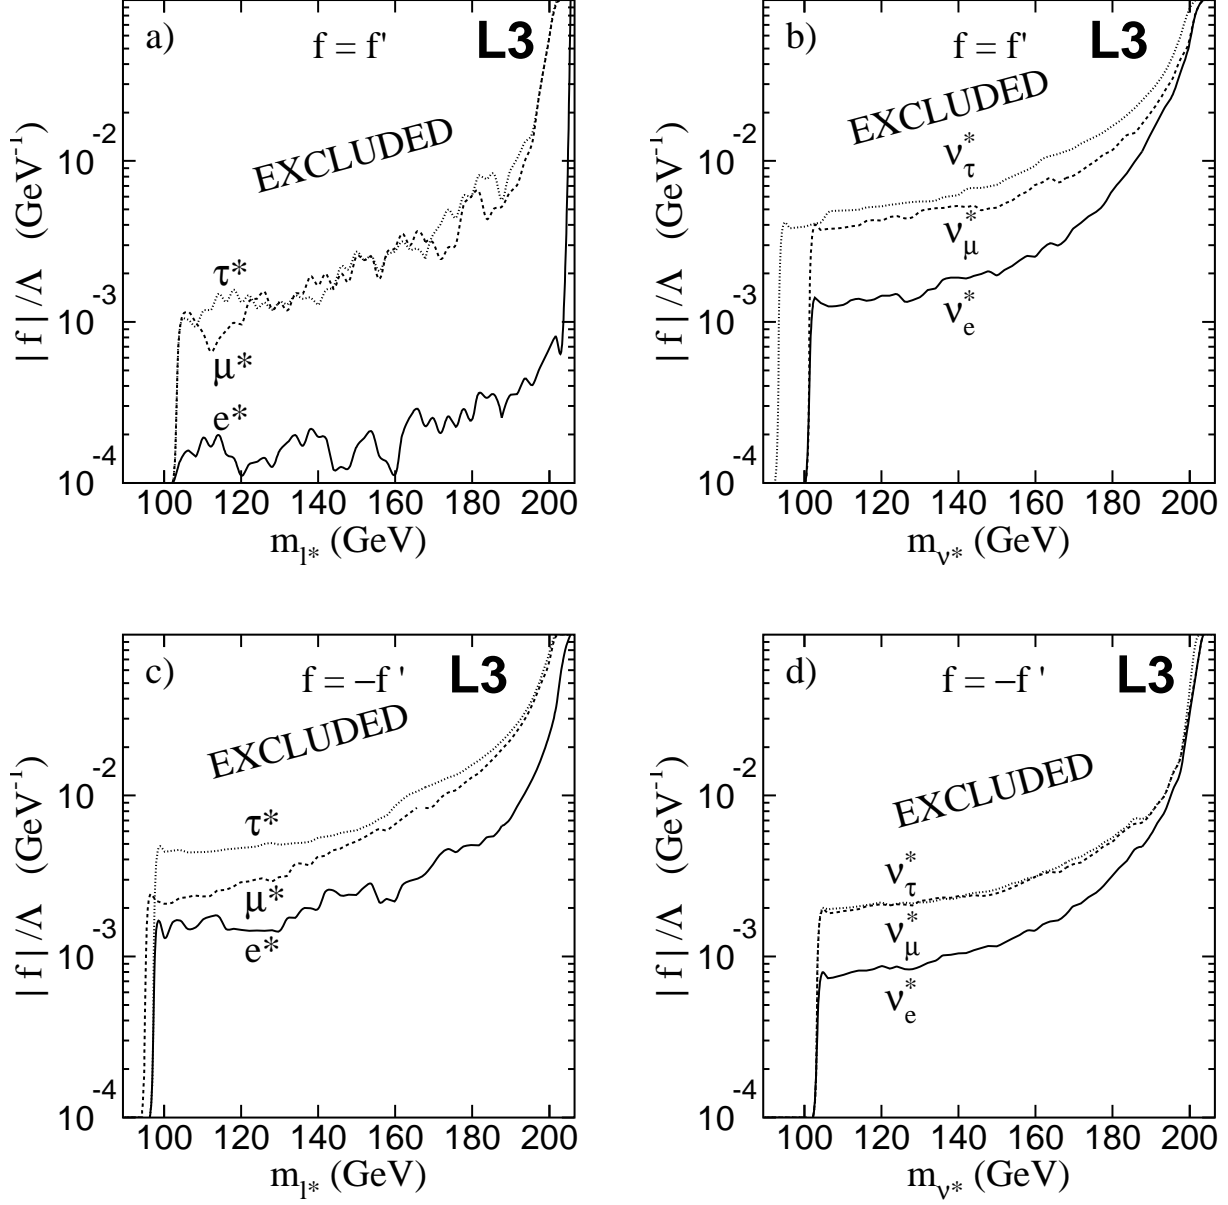 a) f = f' L3
EXCLUDED
τ*
μ*
e*
|f|/Λ (GeV⁻¹)
10⁻²
10⁻³
10⁻⁴
100 120 140 160 180 200
m_l* (GeV)
b) f = f' L3
EXCLUDED
ν*_τ
ν*_μ
ν*_e
|f|/Λ (GeV⁻¹)
10⁻²
10⁻³
10⁻⁴
100 120 140 160 180 200
m_ν* (GeV)
c) f = −f ' L3
EXCLUDED
τ*
μ*
e*
|f|/Λ (GeV⁻¹)
10⁻²
10⁻³
10⁻⁴
100 120 140 160 180 200
m_l* (GeV)
d) f = −f ' L3
EXCLUDED
ν*_τ
ν*_μ
ν*_e
|f|/Λ (GeV⁻¹)
10⁻²
10⁻³
10⁻⁴
100 120 140 160 180 200
m_ν* (GeV)